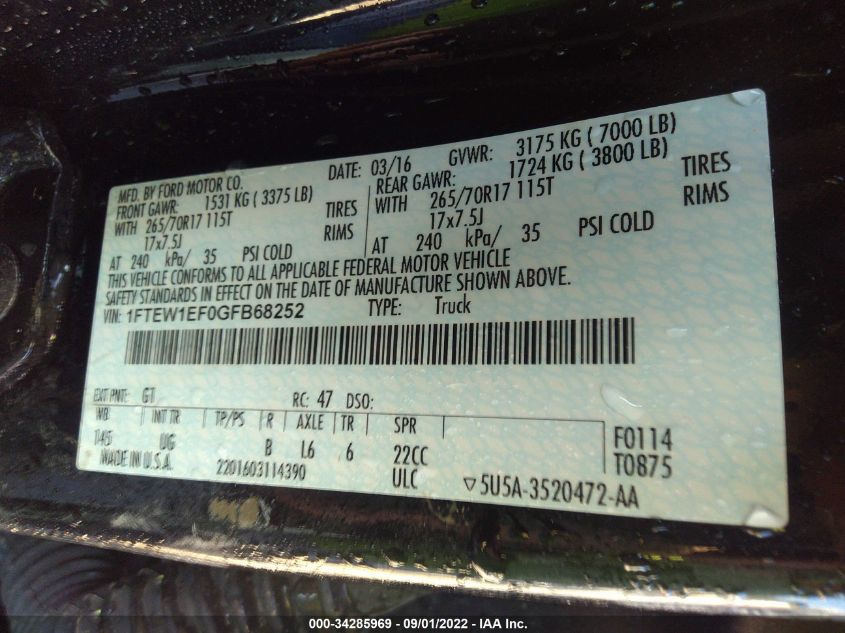 MFD. BY FORD MOTOR CO. DATE: 03/16 GVWR: 3175 KG ( 7000 LB)
FRONT GAWR: 1531 KG ( 3375 LB) REAR GAWR: 1724 KG ( 3800 LB)
WITH 265/70R17 115T TIRES WITH 265/70R17 115T TIRES
17x7.5J RIMS 17x7.5J RIMS
AT 240 kPa/ 35 PSI COLD AT 240 kPa/ 35 PSI COLD
THIS VEHICLE CONFORMS TO ALL APPLICABLE FEDERAL MOTOR VEHICLE
SAFETY STANDARDS IN EFFECT ON THE DATE OF MANUFACTURE SHOWN ABOVE.
VIN: 1FTEW1EF0GFB68252 TYPE: Truck
EXT PNT: G1 RC: 47 DSO:
WB INT TR TP/PS R AXLE TR SPR
145 UG B L6 6 22CC F0114
MADE IN U.S.A. 2201603114390 ULC T0875
▽5U5A-3520472-AA
000-34285969 - 09/01/2022 - IAA Inc.